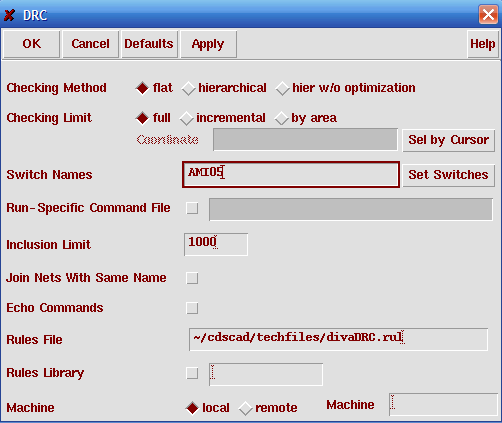 DRC
OK Cancel Defaults Apply Help
Checking Method flat hierarchical hier w/o optimization
Checking Limit full incremental by area
Coordinate Sel by Cursor
Switch Names AMI05 Set Switches
Run-Specific Command File
Inclusion Limit 1000
Join Nets With Same Name
Echo Commands
Rules File ~/cdscad/techfiles/divaDRC.rul
Rules Library
Machine local remote Machine